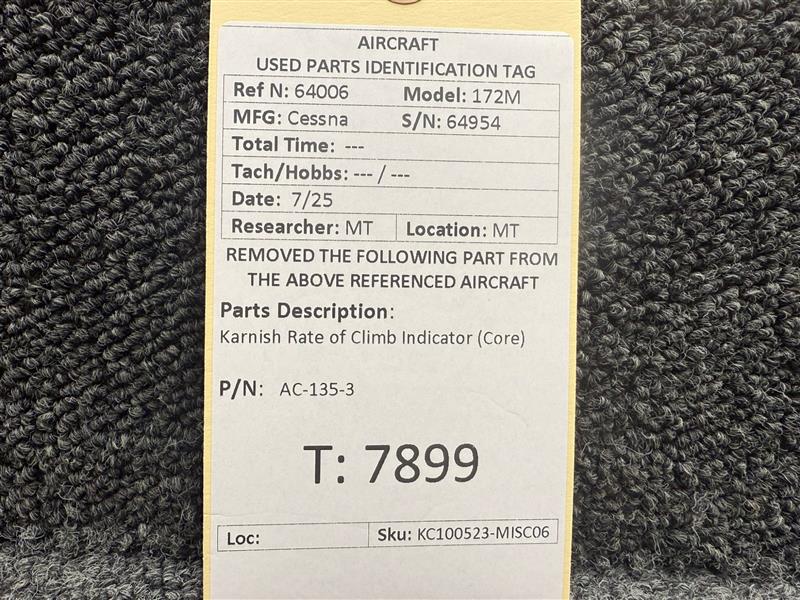 AIRCRAFT
USED PARTS IDENTIFICATION TAG
Ref N: 64006 Model: 172M
MFG: Cessna S/N: 64954
Total Time: ---
Tach/Hobbs: --- / ---
Date: 7/25
Researcher: MT Location: MT
REMOVED THE FOLLOWING PART FROM
THE ABOVE REFERENCED AIRCRAFT
Parts Description:
Karnish Rate of Climb Indicator (Core)
P/N: AC-135-3
T: 7899
Loc: Sku: KC100523-MISC06